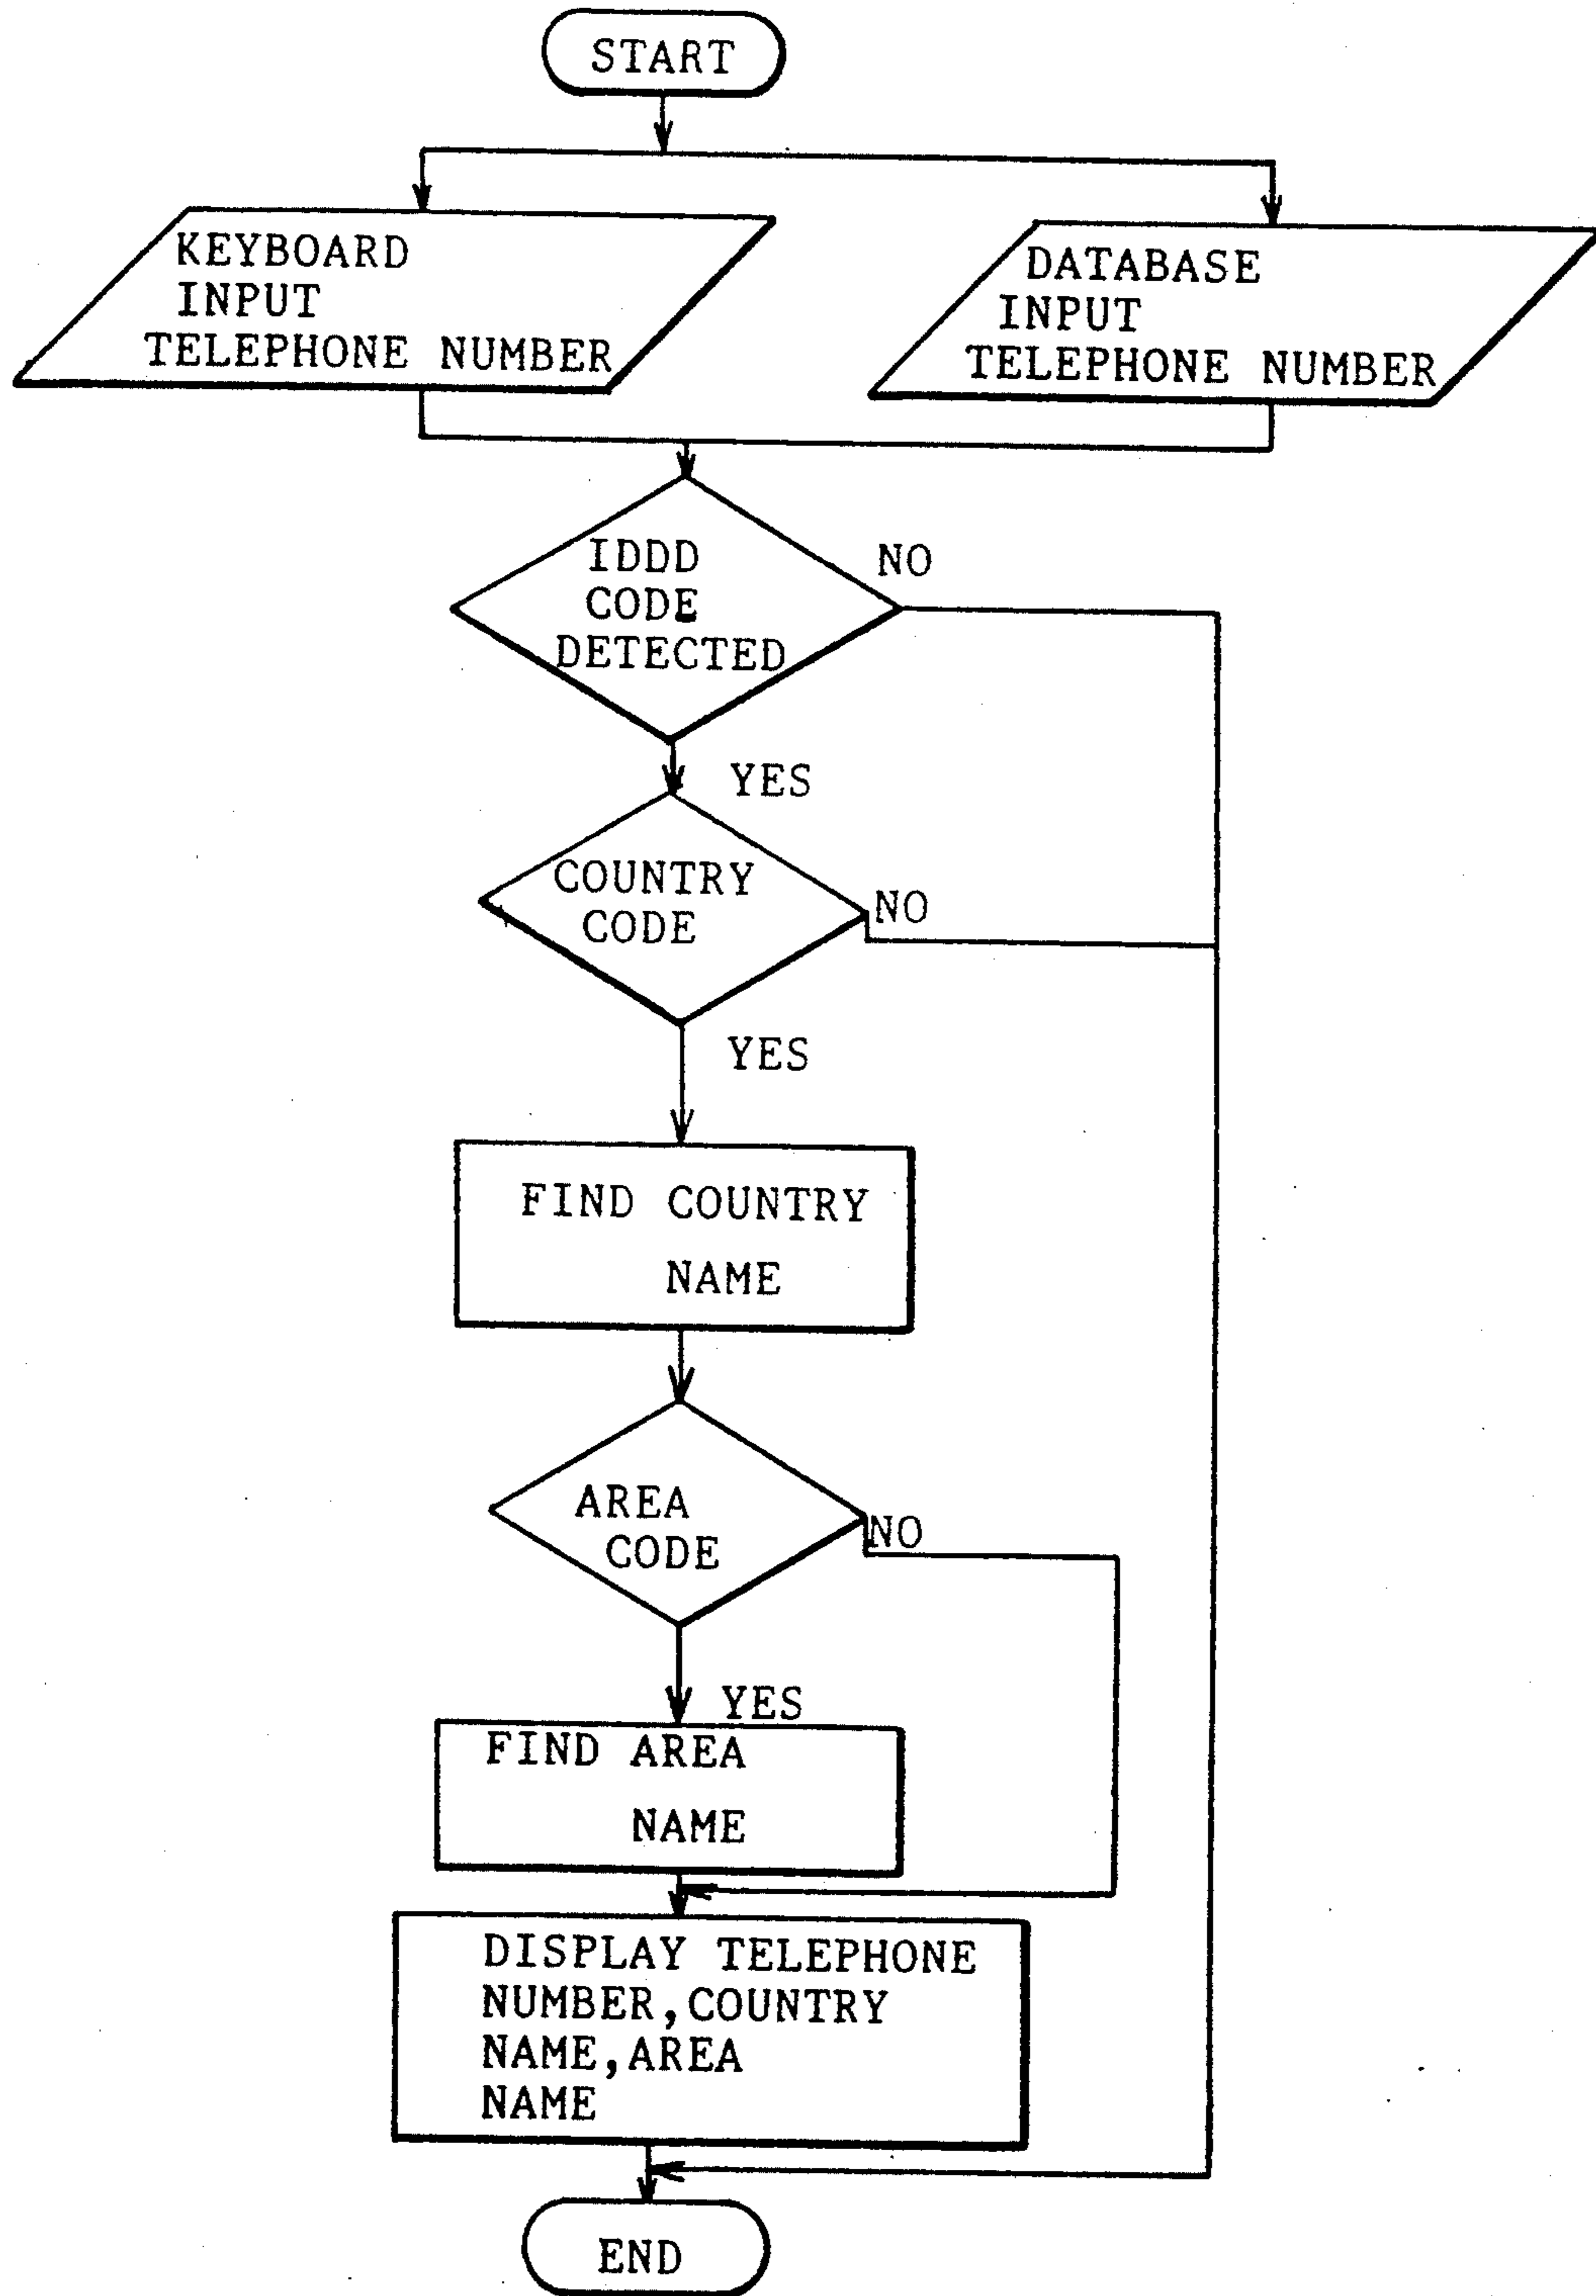 START
KEYBOARD
INPUT
TELEPHONE NUMBER
DATABASE
INPUT
TELEPHONE NUMBER
IDDD
CODE
DETECTED
NO
YES
COUNTRY
CODE
NO
YES
FIND COUNTRY
NAME
AREA
CODE
NO
YES
FIND AREA
NAME
DISPLAY TELEPHONE
NUMBER,COUNTRY
NAME,AREA
NAME
END